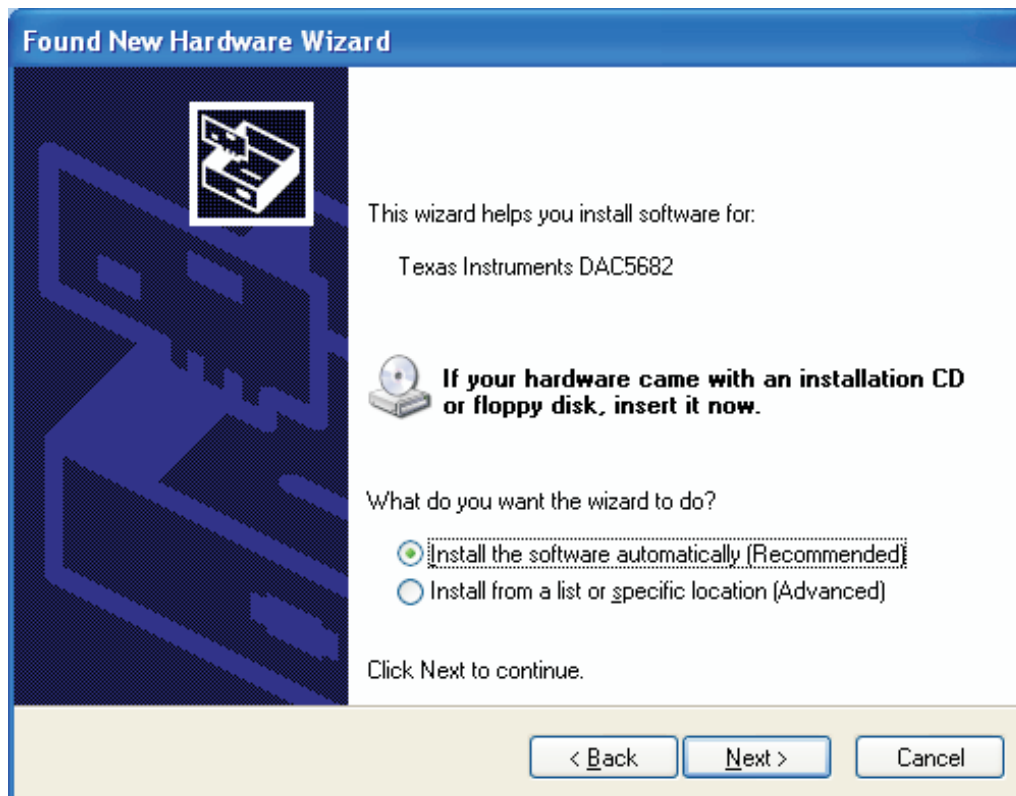 Found New Hardware Wizard
This wizard helps you install software for:
Texas Instruments DAC5682
If your hardware came with an installation CD
or floppy disk, insert it now.
What do you want the wizard to do?
Install the software automatically (Recommended)
Install from a list or specific location (Advanced)
Click Next to continue.
< Back Next > Cancel